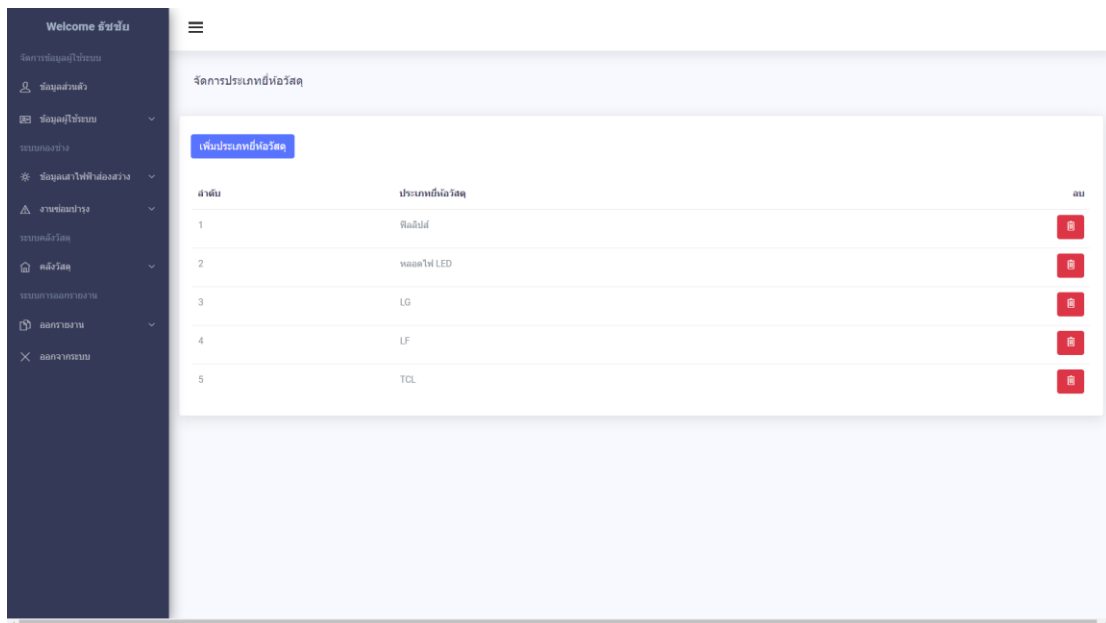 Welcome ธัชชัย
จัดการข้อมูลผู้ใช้ระบบ
ข้อมูลส่วนตัว
ข้อมูลผู้ใช้ระบบ
ระบบกองช่าง
ข้อมูลเสาไฟฟ้าส่องสว่าง
งานซ่อมบำรุง
ระบบคลังวัสดุ
คลังวัสดุ
ระบบการออกรายงาน
ออกรายงาน
ออกจากระบบ
จัดการประเภทยี่ห้อวัสดุ
เพิ่มประเภทยี่ห้อวัสดุ
ลำดับ ประเภทยี่ห้อวัสดุ ลบ
1 ฟิลลิปส์
2 หลอดไฟ LED
3 LG
4 LF
5 TCL